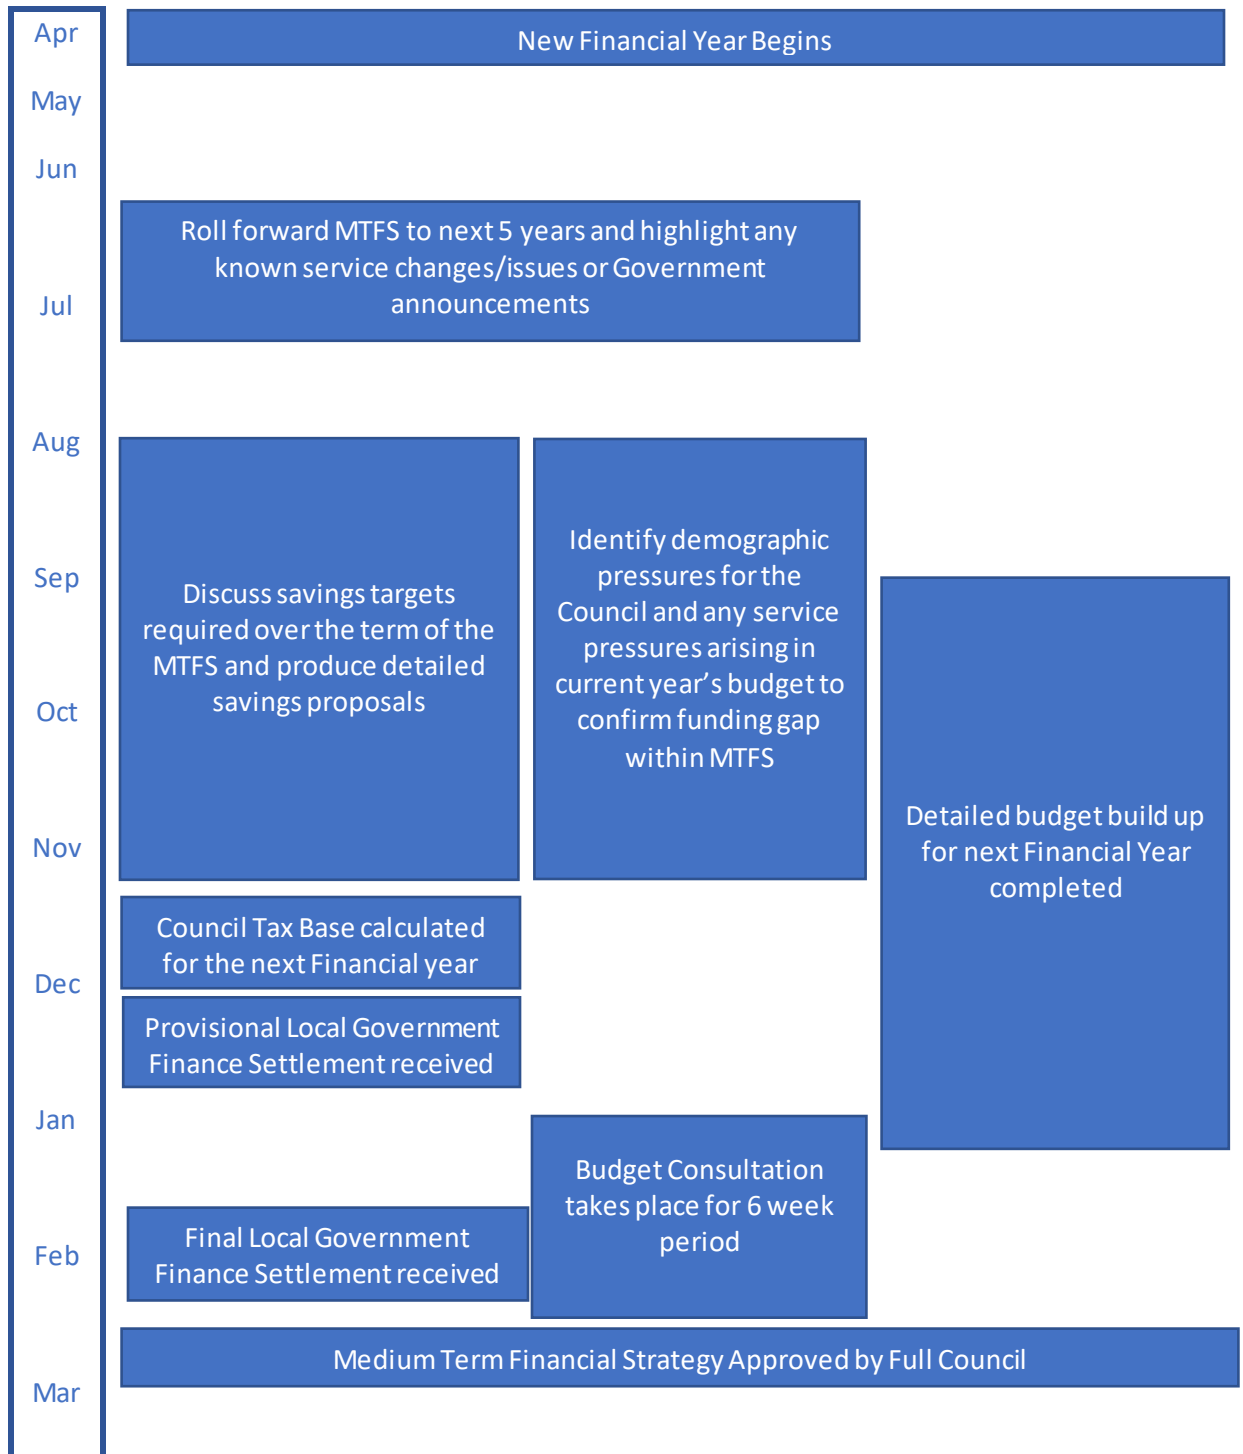 Apr
New Financial Year Begins
May
Jun
Roll forward MTFS to next 5 years and highlight any
known service changes/issues or Government
announcements
Jul
Aug
Discuss savings targets
required over the term of the
MTFS and produce detailed
savings proposals
Identify demographic
pressures for the
Council and any service
pressures arising in
current year’s budget to
confirm funding gap
within MTFS
Sep
Oct
Detailed budget build up
for next Financial Year
completed
Nov
Council Tax Base calculated
for the next Financial year
Dec
Provisional Local Government
Finance Settlement received
Jan
Budget Consultation
takes place for 6 week
period
Final Local Government
Finance Settlement received
Feb
Medium Term Financial Strategy Approved by Full Council
Mar